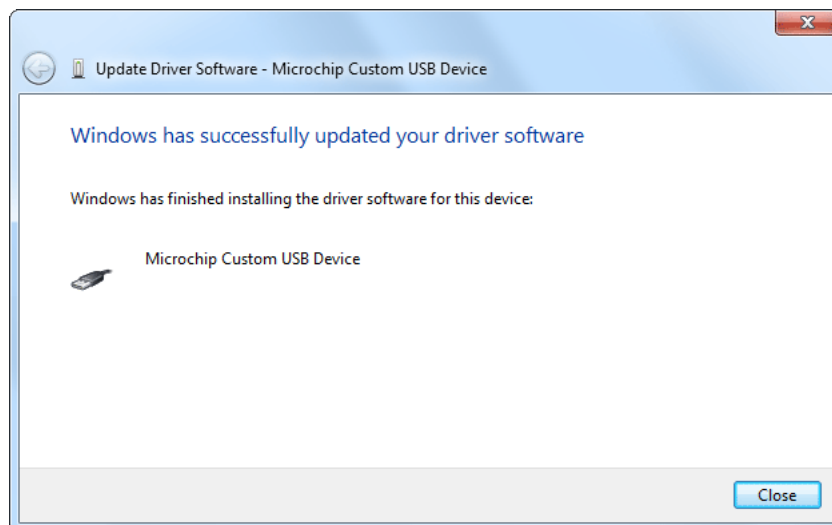 Update Driver Software - Microchip Custom USB Device
Windows has successfully updated your driver software
Windows has finished installing the driver software for this device:
Microchip Custom USB Device
Close